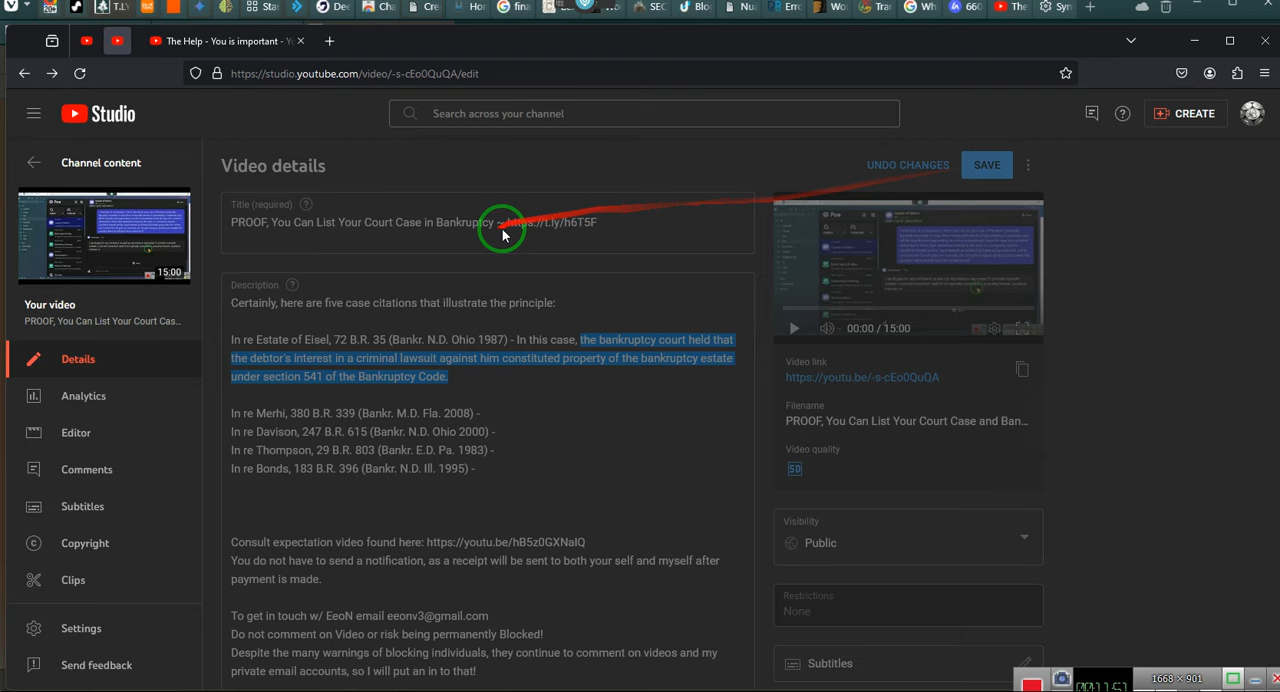 The Help - You is important - Yo
https://studio.youtube.com/video/-s-cEo0QuQA/edit
Studio
Search across your channel
CREATE
Channel content
Video details
UNDO CHANGES
SAVE
Title (required)
PROOF, You Can List Your Court Case in Bankruptcy
15:00
Your video
PROOF, You Can List Your Court Cas...
Description
Certainly, here are five case citations that illustrate the principle:
In re Estate of Eisel, 72 B.R. 35 (Bankr. N.D. Ohio 1987) - In this case, the bankruptcy court held that
the debtor's interest in a criminal lawsuit against him constituted property of the bankruptcy estate
under section 541 of the Bankruptcy Code.
In re Merhi, 380 B.R. 339 (Bankr. M.D. Fla. 2008) -
In re Davison, 247 B.R. 615 (Bankr. N.D. Ohio 2000) -
In re Thompson, 29 B.R. 803 (Bankr. E.D. Pa. 1983) -
In re Bonds, 183 B.R. 396 (Bankr. N.D. Ill. 1995) -
Consult expectation video found here: https://youtu.be/hB5z0GXNaIQ
You do not have to send a notification, as a receipt will be sent to both your self and myself after
payment is made.
To get in touch w/ EeoN email eeonv3@gmail.com
Do not comment on Video or risk being permanently Blocked!
Despite the many warnings of blocking individuals, they continue to comment on videos and my
private email accounts, so I will put an in to that!
Details
Analytics
Editor
Comments
Subtitles
Copyright
Clips
Settings
Send feedback
00:00 / 15:00
Video link
https://youtu.be/-s-cEo0QuQA
Filename
PROOF, You Can List Your Court Case and Ban...
Video quality
SD
Visibility
Public
Restrictions
None
Subtitles
1668 × 901